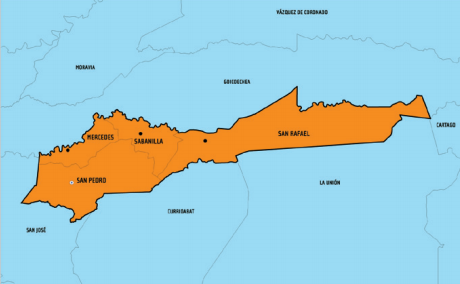 VÁZQUEZ DE CORONADO
MORAVIA
GOICOECHEA
CARTAGO
MERCEDES
SABANILLA
SAN RAFAEL
SAN PEDRO
LA UNIÓN
CURRIDABAT
SAN JOSÉ